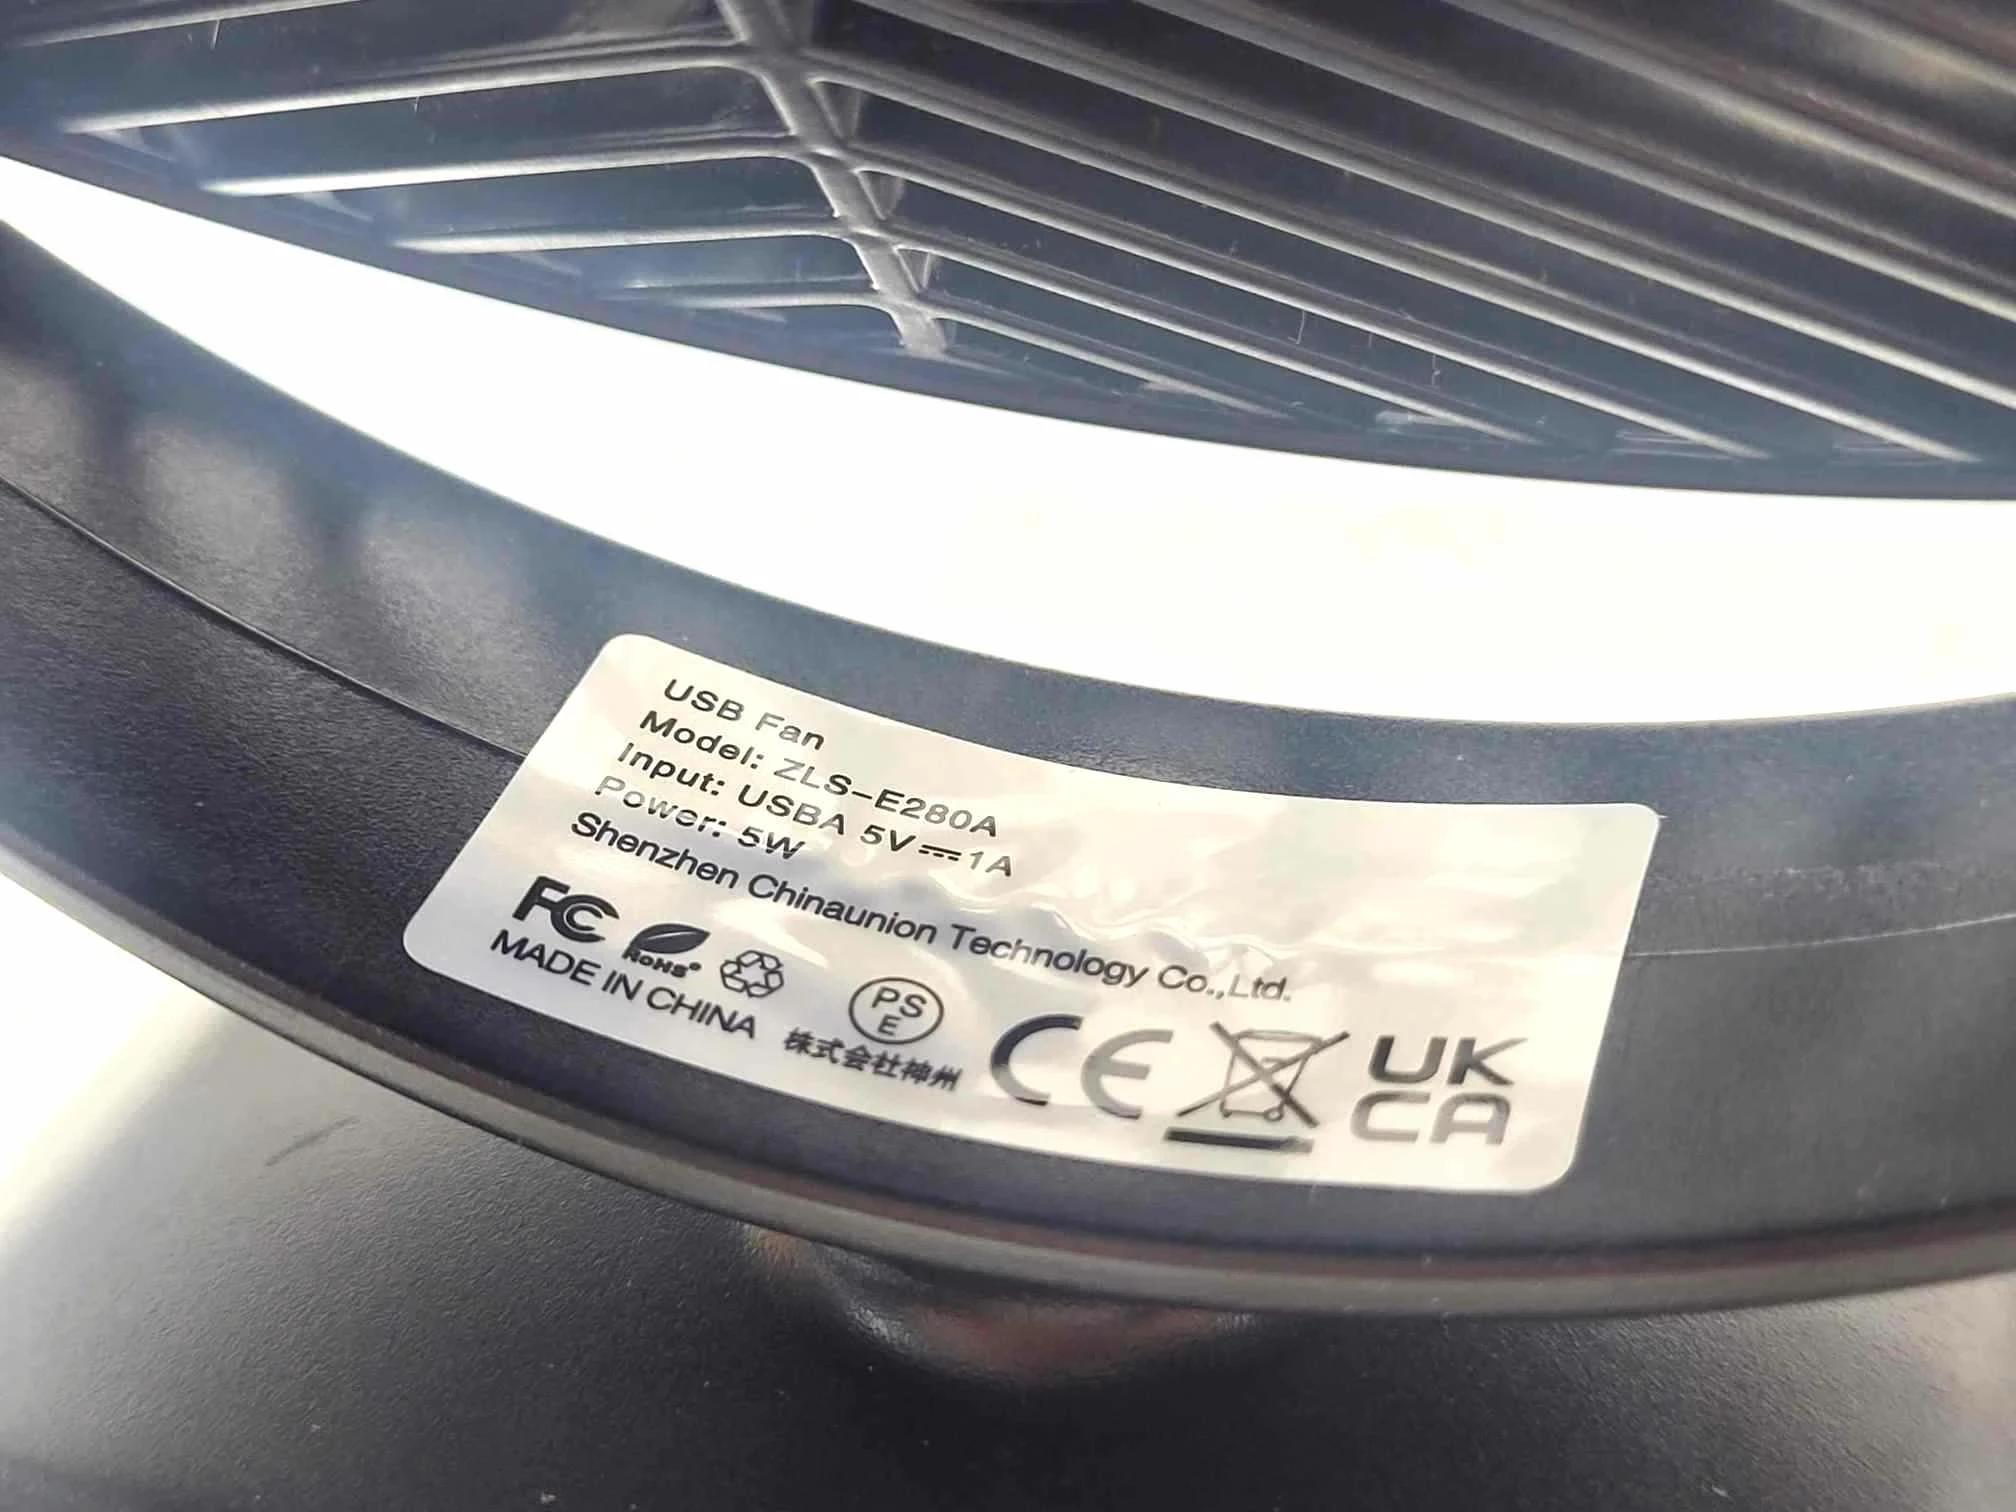 USB Fan
Model: ZLS-E280A
Input: USBA 5V⎓1A
Power: 5W
Shenzhen Chinaunion Technology Co.,Ltd.
FC RoHS PS E CE UK CA
MADE IN CHINA 株式会社神州